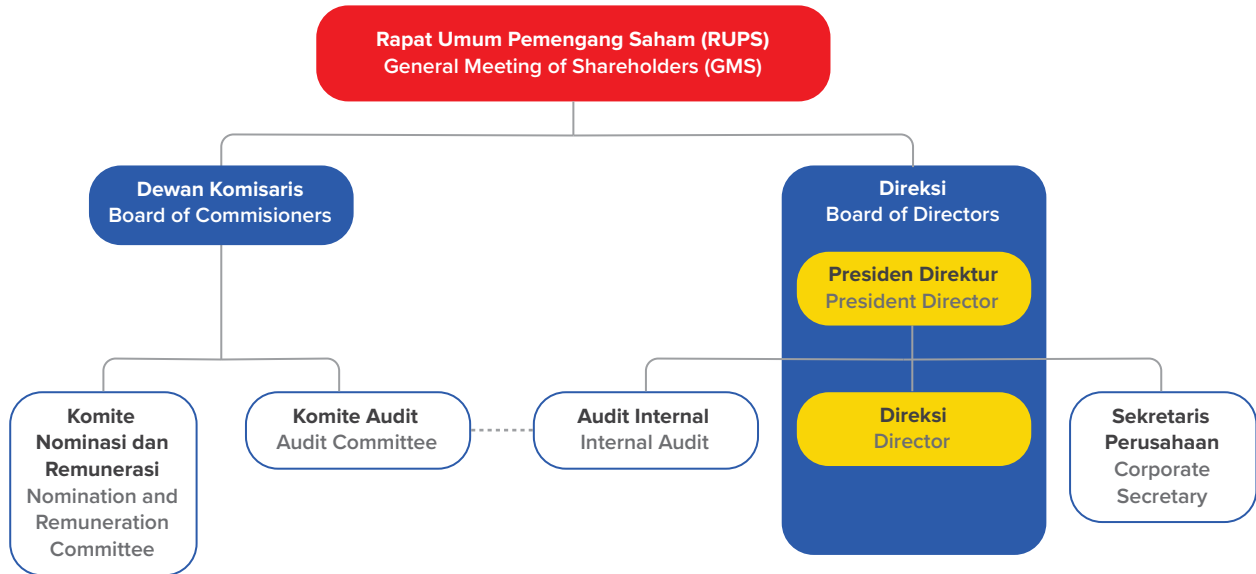 Rapat Umum Pemengang Saham (RUPS)
General Meeting of Shareholders (GMS)
Dewan Komisaris
Board of Commisioners
Direksi
Board of Directors
Presiden Direktur
President Director
Komite
Nominasi dan
Remunerasi
Nomination and
Remuneration
Committee
Komite Audit
Audit Committee
Audit Internal
Internal Audit
Direksi
Director
Sekretaris
Perusahaan
Corporate
Secretary